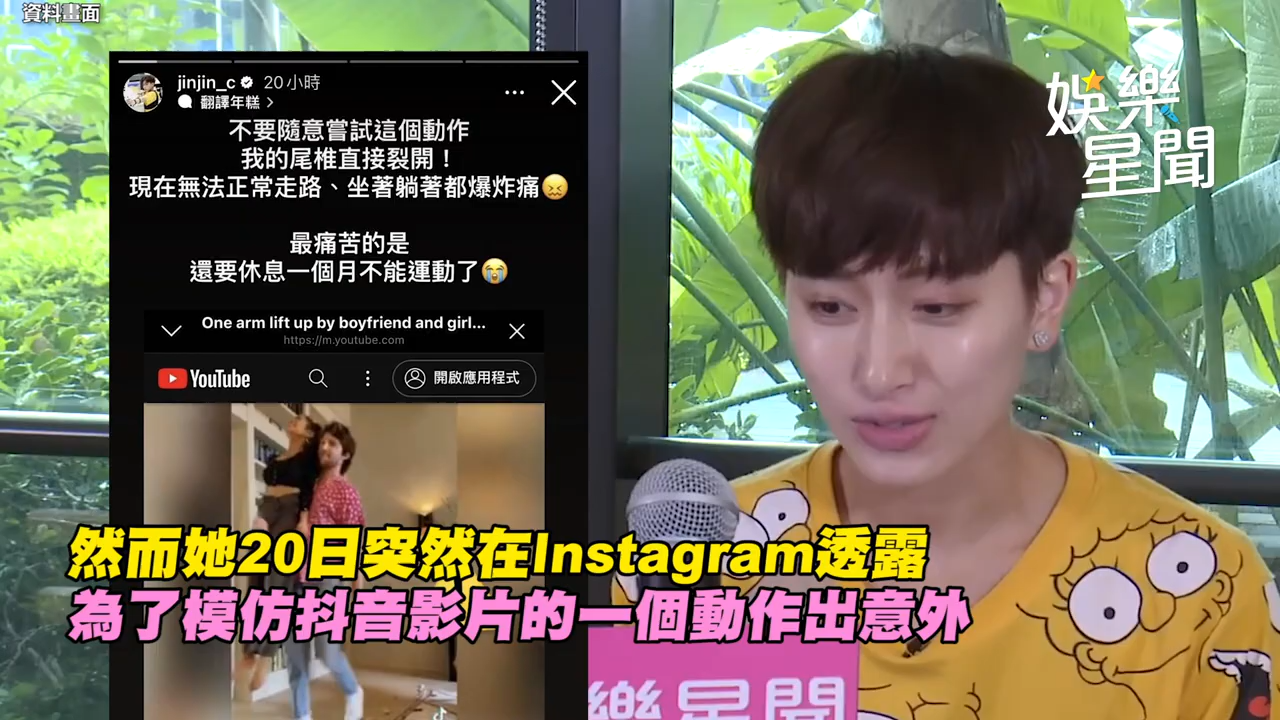 資料畫面
jinjin_c 20小時
翻譯年糕 >
不要隨意嘗試這個動作
我的尾椎直接裂開！
現在無法正常走路、坐著躺著都爆炸痛😖
最痛苦的是
還要休息一個月不能運動了😭
One arm lift up by boyfriend and girl...
https://m.youtube.com
YouTube
開啟應用程式
娛樂
星聞
然而她20日突然在Instagram透露
為了模仿抖音影片的一個動作出意外
樂星聞